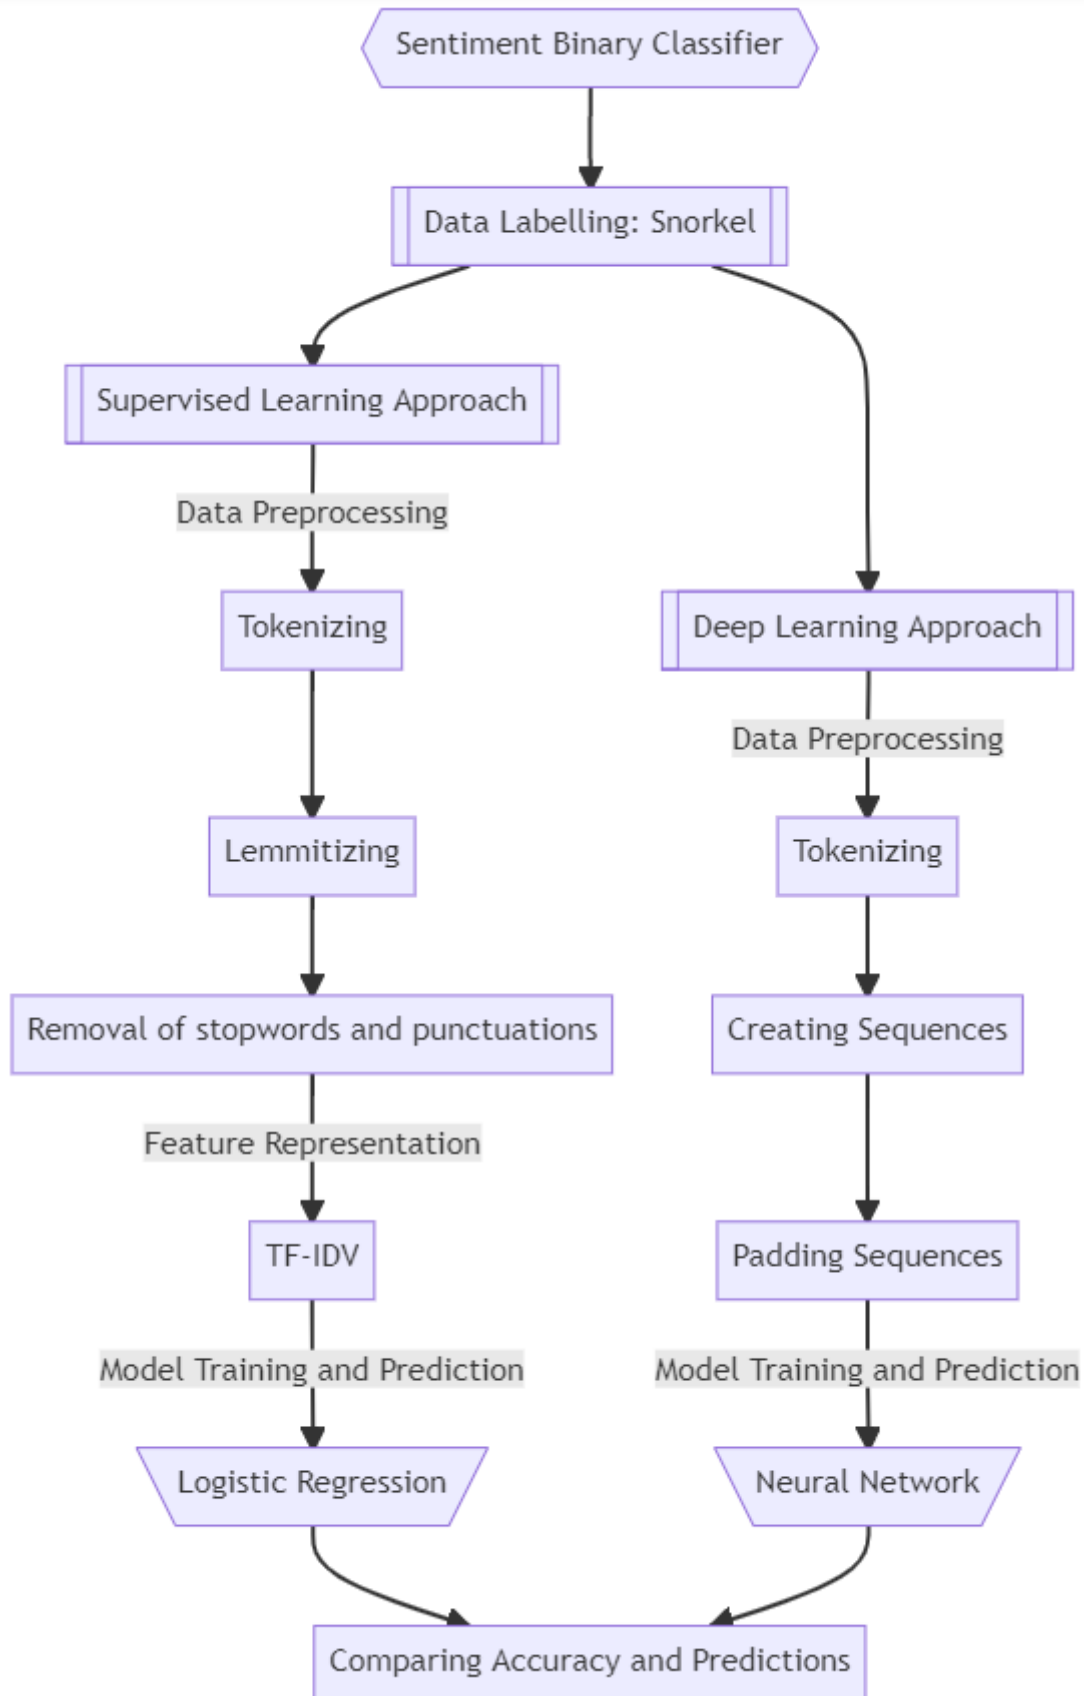 Sentiment Binary Classifier
Data Labelling: Snorkel
Supervised Learning Approach
Data Preprocessing
Tokenizing
Lemmitizing
Removal of stopwords and punctuations
Feature Representation
TF-IDV
Model Training and Prediction
Logistic Regression
Deep Learning Approach
Data Preprocessing
Tokenizing
Creating Sequences
Padding Sequences
Model Training and Prediction
Neural Network
Comparing Accuracy and Predictions